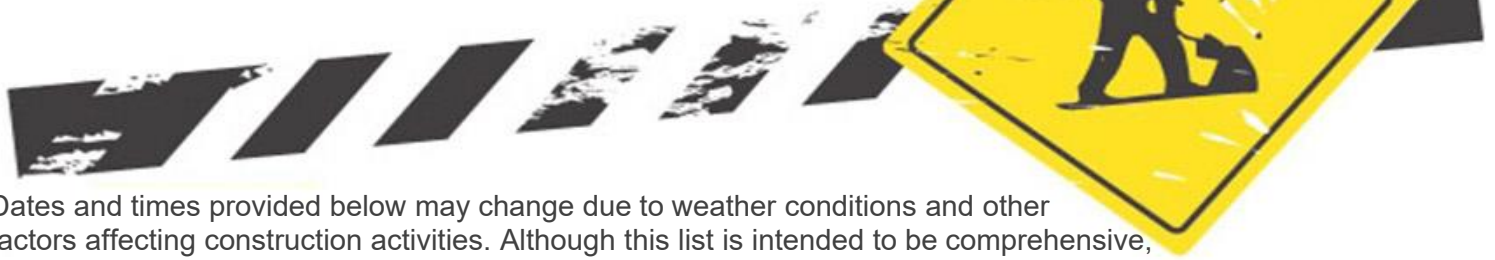 Dates and times provided below may change due to weather conditions and other
actors affecting construction activities. Although this list is intended to be comprehensive,